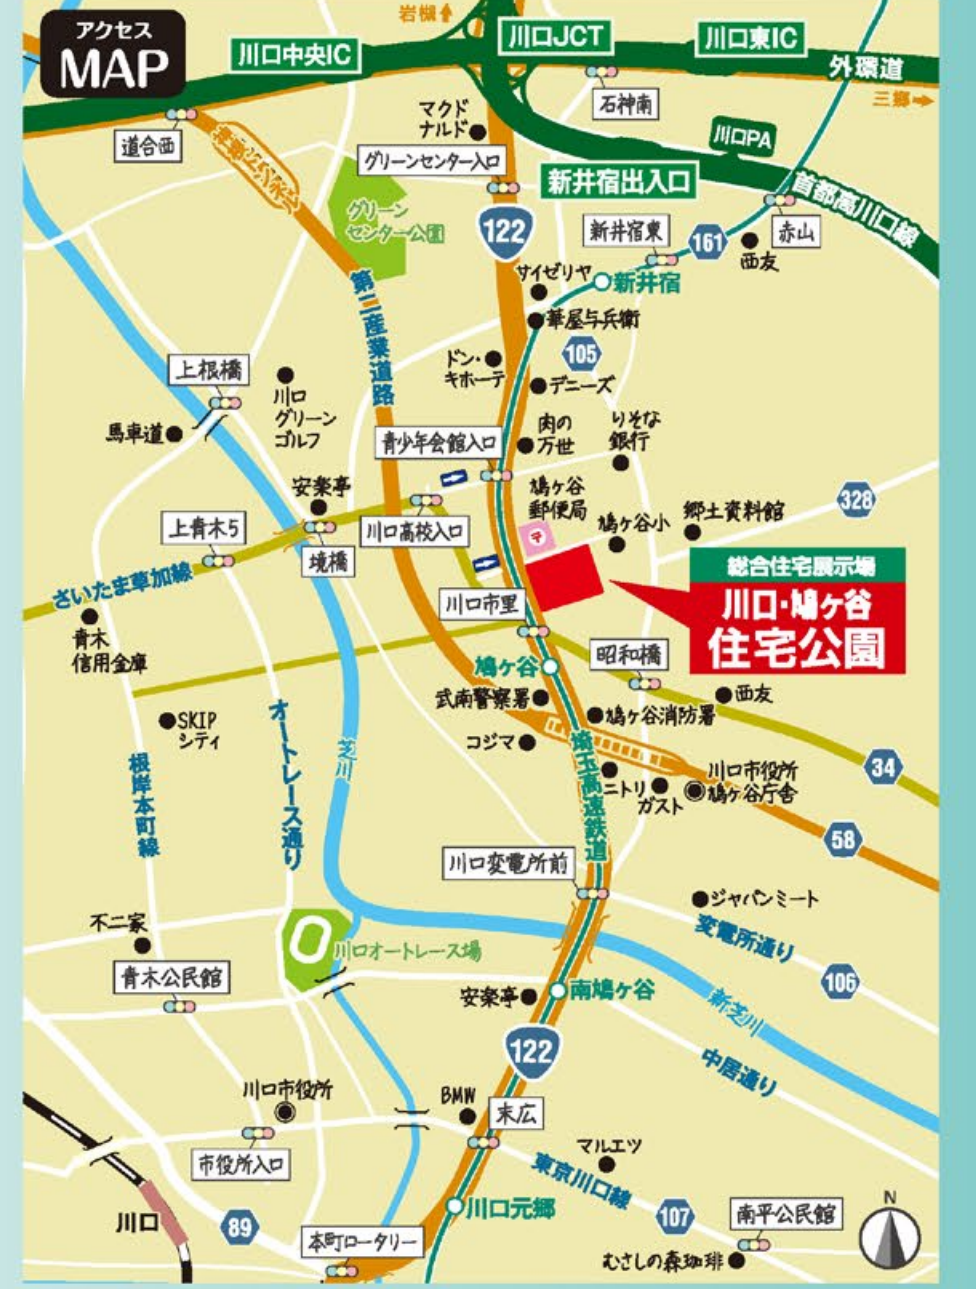 アクセス
MAP
岩槻
川口中央IC
川口JCT
川口東IC
外環道
三郷
道合西
神根トンネル
マクド
ナルド
石神南
川口PA
グリーンセンター入口
新井宿出入口
首都高川口線
グリーン
センター公園
122
新井宿東
161
赤山
西友
サイゼリヤ
新井宿
第二産業道路
華屋与兵衛
105
上根橋
川口
グリーン
ゴルフ
ドン・
キホーテ
デニーズ
馬車道
青少年会館入口
肉の
万世
りそな
銀行
安楽亭
鳩ヶ谷
郵便局
鳩ヶ谷小
郷土資料館
328
上青木5
境橋
川口高校入口
〒
さいたま草加線
総合住宅展示場
川口・鳩ヶ谷
住宅公園
青木
信用金庫
川口市里
鳩ヶ谷
昭和橋
武南警察署
西友
SKIP
シティ
オートレース通り
芝川
コジマ
鳩ヶ谷消防署
34
根岸本町線
埼玉高速鉄道
ニトリ
ガスト
川口市役所
鳩ヶ谷庁舎
58
川口変電所前
ジャパンミート
不二家
川口オートレース場
変電所通り
青木公民館
安楽亭
南鳩ヶ谷
106
新芝川
122
中居通り
川口市役所
BMW
末広
市役所入口
マルエツ
東京川口線
川口
89
川口元郷
107
南平公民館
N
本町ロータリー
むさしの森珈琲